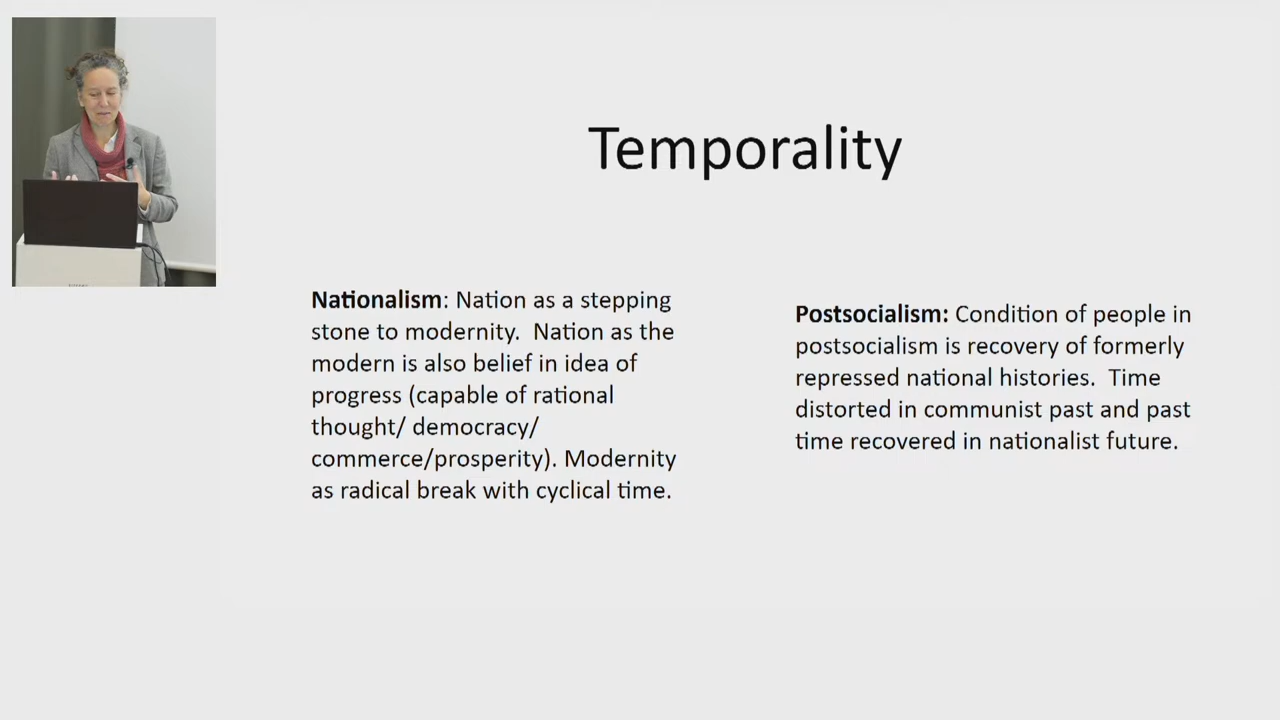 Temporality
Nationalism: Nation as a stepping
stone to modernity.  Nation as the
modern is also belief in idea of
progress (capable of rational
thought/ democracy/
commerce/prosperity). Modernity
as radical break with cyclical time.
Postsocialism: Condition of people in
postsocialism is recovery of formerly
repressed national histories.  Time
distorted in communist past and past
time recovered in nationalist future.